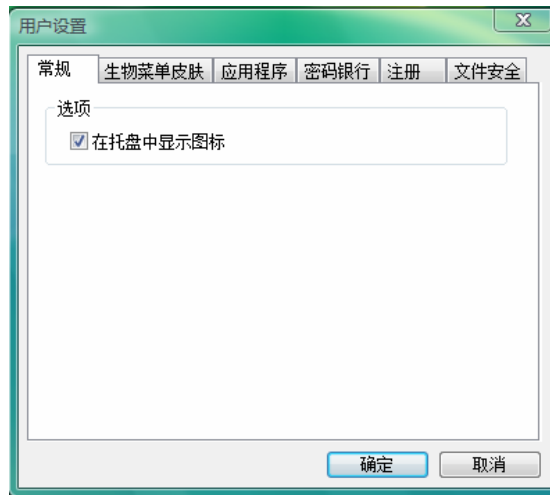 用户设置
常规 生物菜单皮肤 应用程序 密码银行 注册 文件安全
选项
在托盘中显示图标
确定 取消